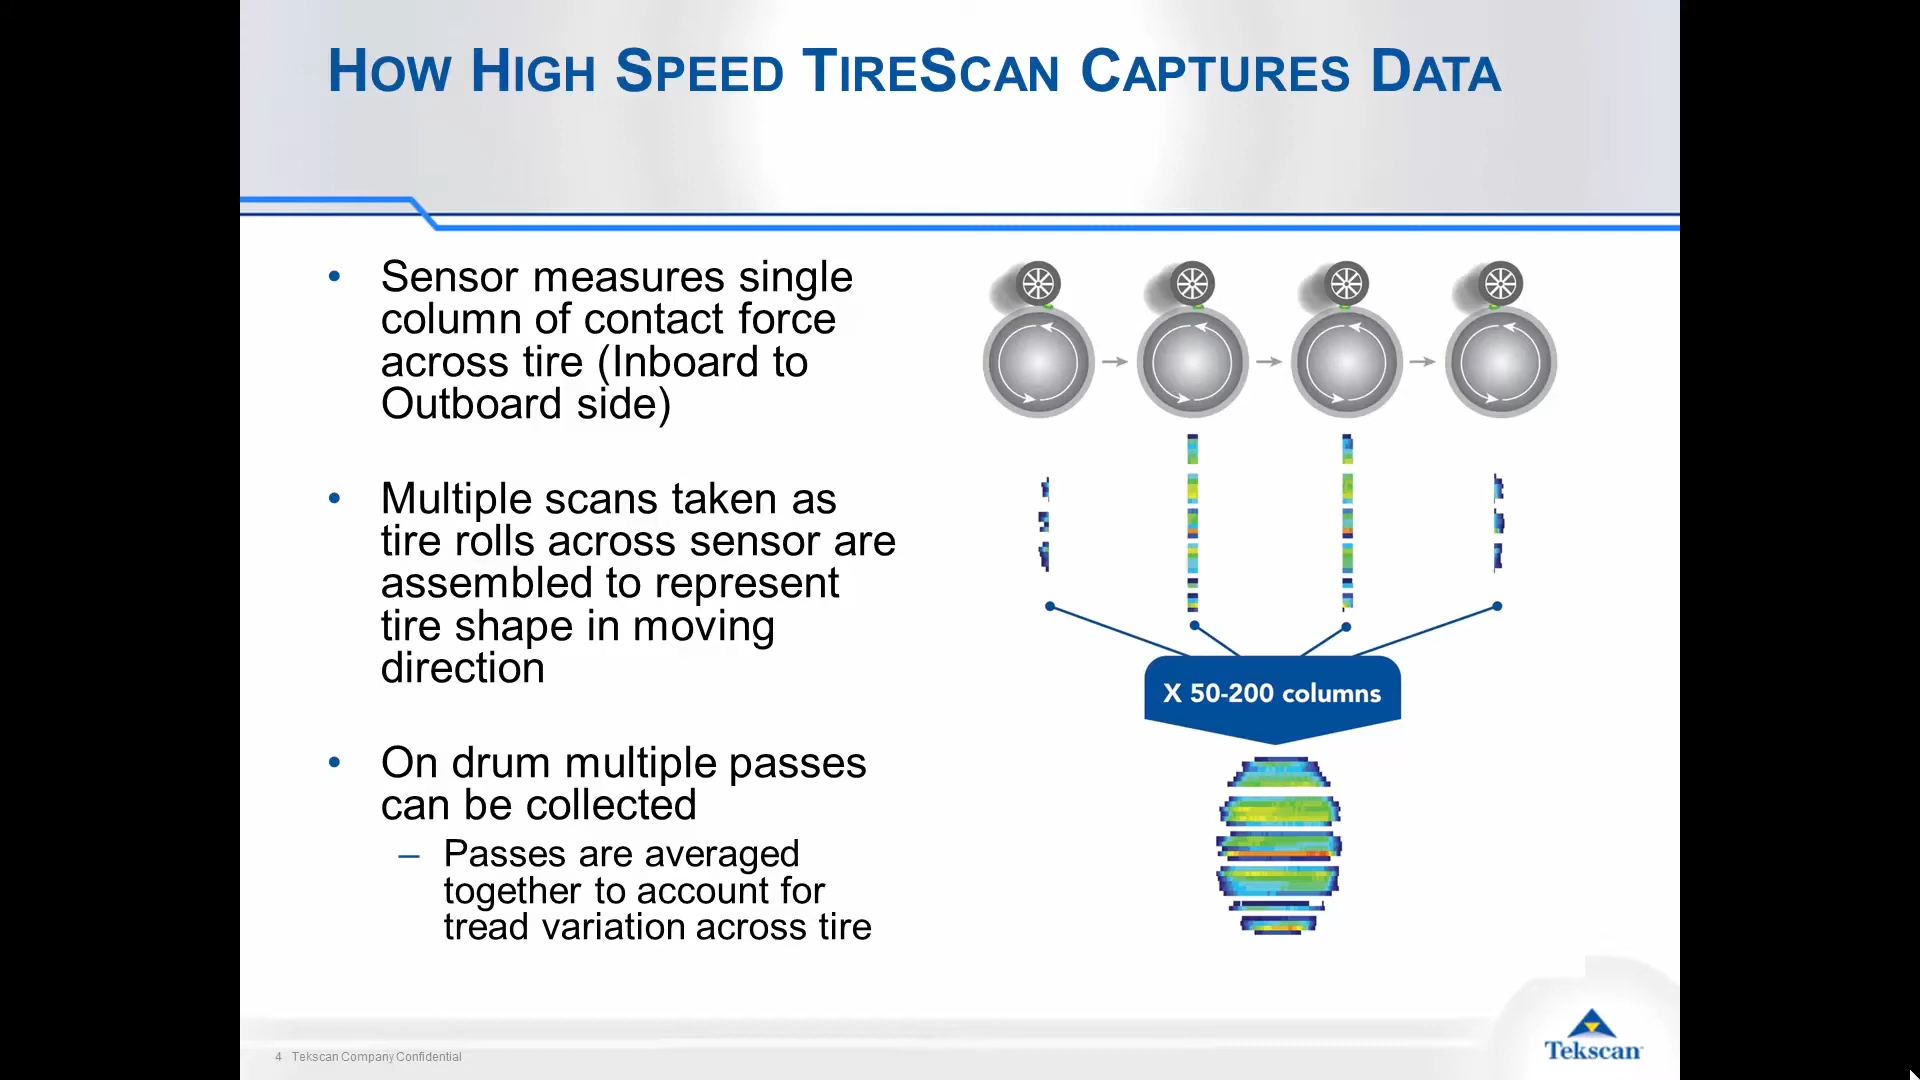 HOW HIGH SPEED TIRESCAN CAPTURES DATA
• Sensor measures single
column of contact force
across tire (Inboard to
Outboard side)
• Multiple scans taken as
tire rolls across sensor are
assembled to represent
tire shape in moving
direction
• On drum multiple passes
can be collected
– Passes are averaged
together to account for
tread variation across tire
X 50-200 columns
4 Tekscan Company Confidential
Tekscan